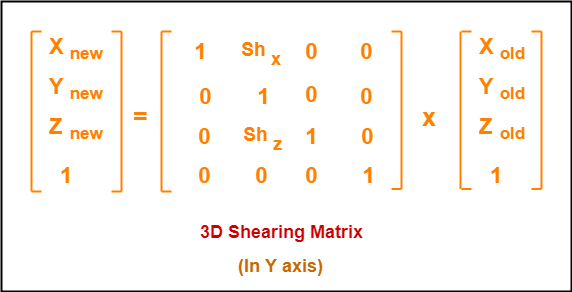 X new 1 Sh x 0 0 X old
Y new 0 1 0 0 Y old
Z new = 0 Sh z 1 0 x Z old
1 0 0 0 1 1
3D Shearing Matrix
(In Y axis)